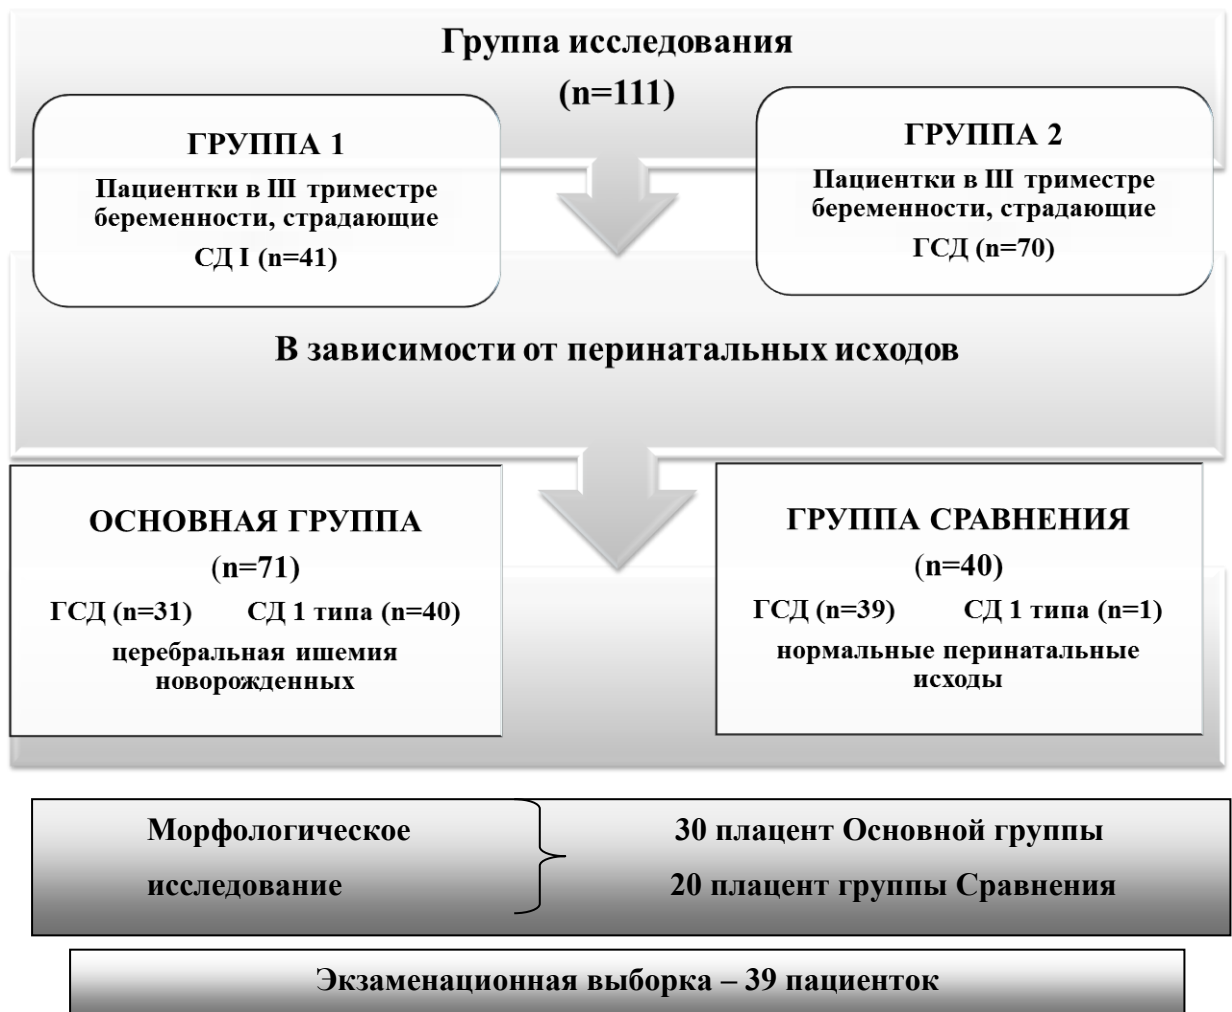 Группа исследования
(n=111)
ГРУППА 1
Пациентки в III триместре
беременности, страдающие
СД I (n=41)
ГРУППА 2
Пациентки в III триместре
беременности, страдающие
ГСД (n=70)
В зависимости от перинатальных исходов
ОСНОВНАЯ ГРУППА
(n=71)
ГСД (n=31) СД 1 типа (n=40)
церебральная ишемия
новорожденных
ГРУППА СРАВНЕНИЯ
(n=40)
ГСД (n=39) СД 1 типа (n=1)
нормальные перинатальные
исходы
Морфологическое
исследование
30 плацент Основной группы
20 плацент группы Сравнения
Экзаменационная выборка – 39 пациенток